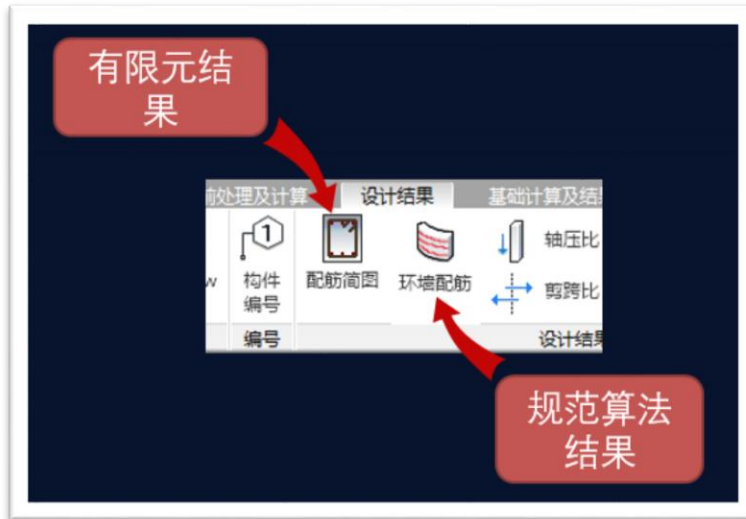 有限元结
果
前处理及计算
设计结果
基础计算及结
构件
编号
配筋简图
环墙配筋
轴压比
剪跨比
编号
设计结
规范算法
结果